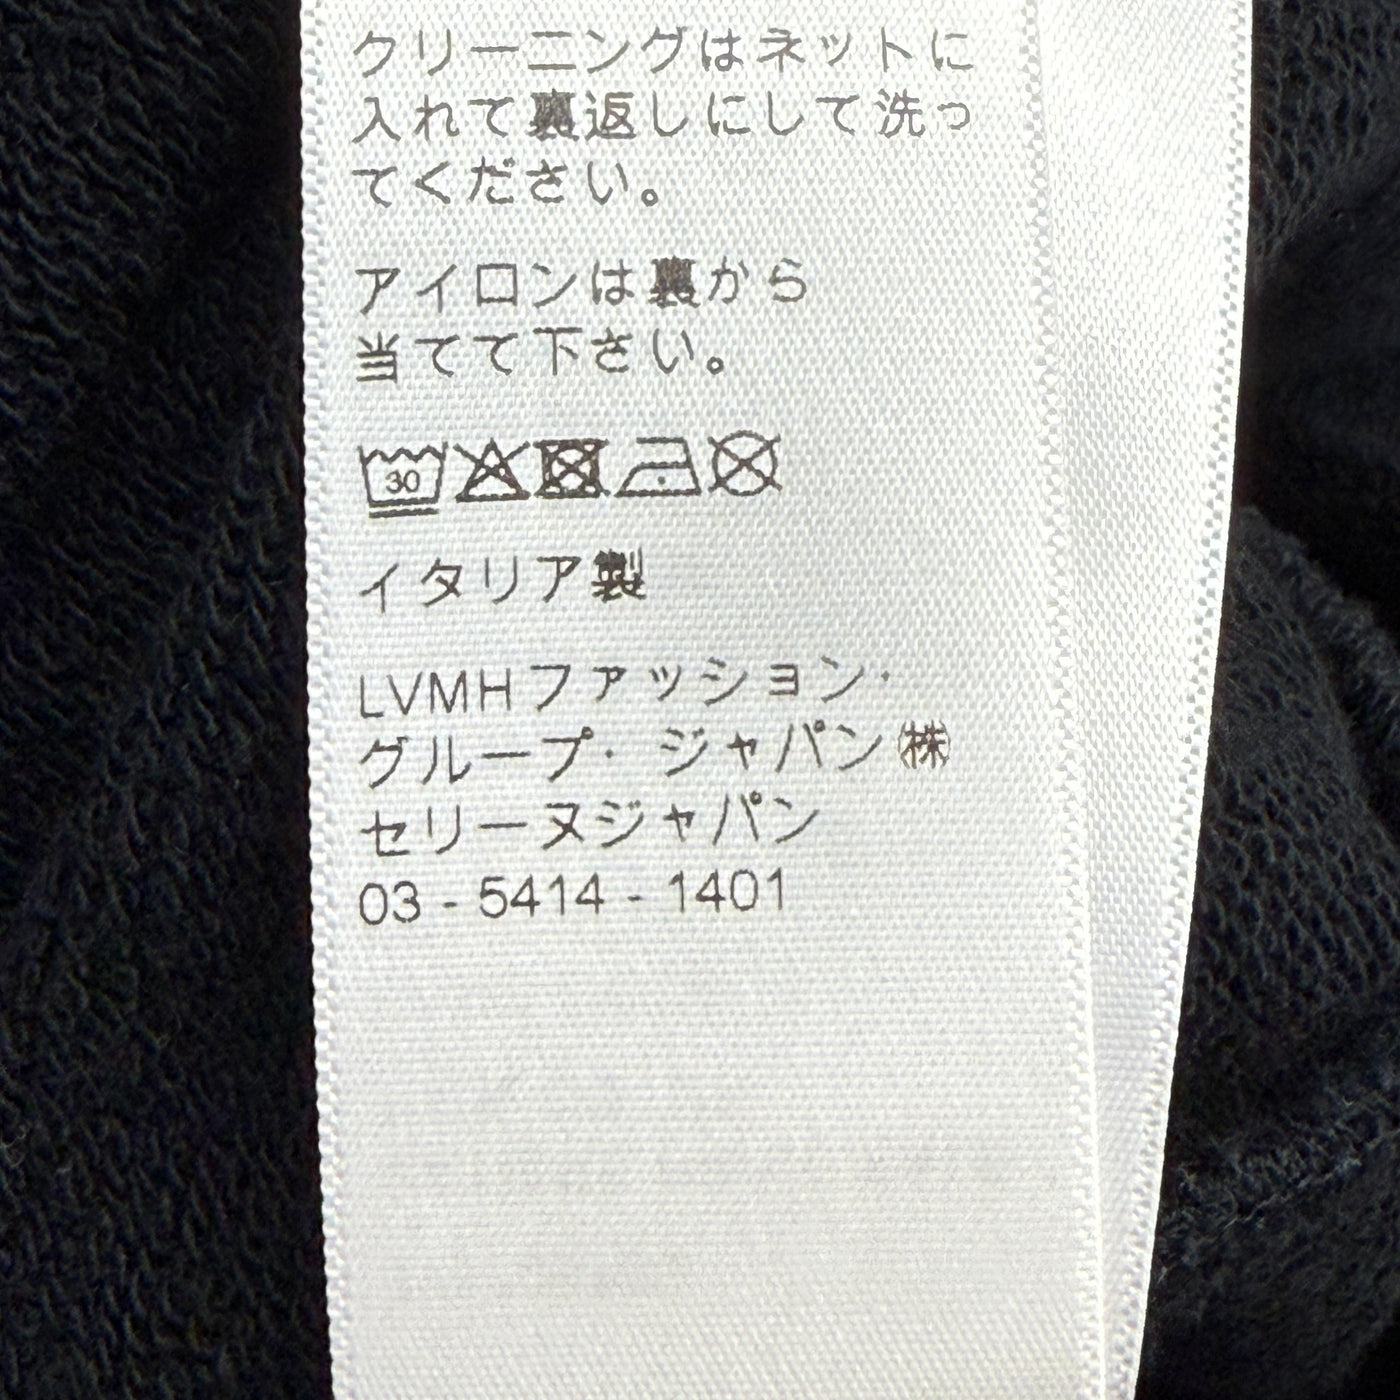 クリーニングはネットに
入れて裏返しにして洗っ
てください。
アイロンは裏から
当てて下さい。
30
イタリア製
LVMHファッション・
グループ・ジャパン㈱
セリーヌジャパン
03 - 5414 - 1401